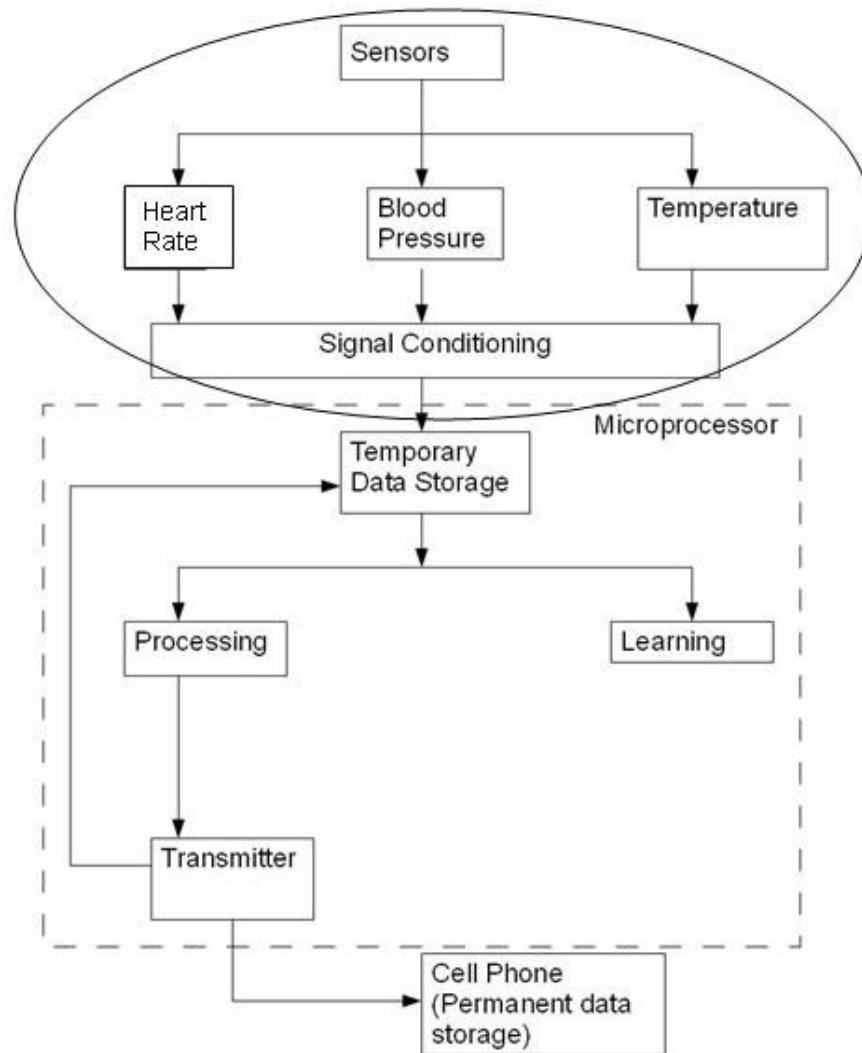 Sensors
Heart
Rate
Blood
Pressure
Temperature
Signal Conditioning
Microprocessor
Temporary
Data Storage
Processing
Learning
Transmitter
Cell Phone
(Permanent data
storage)